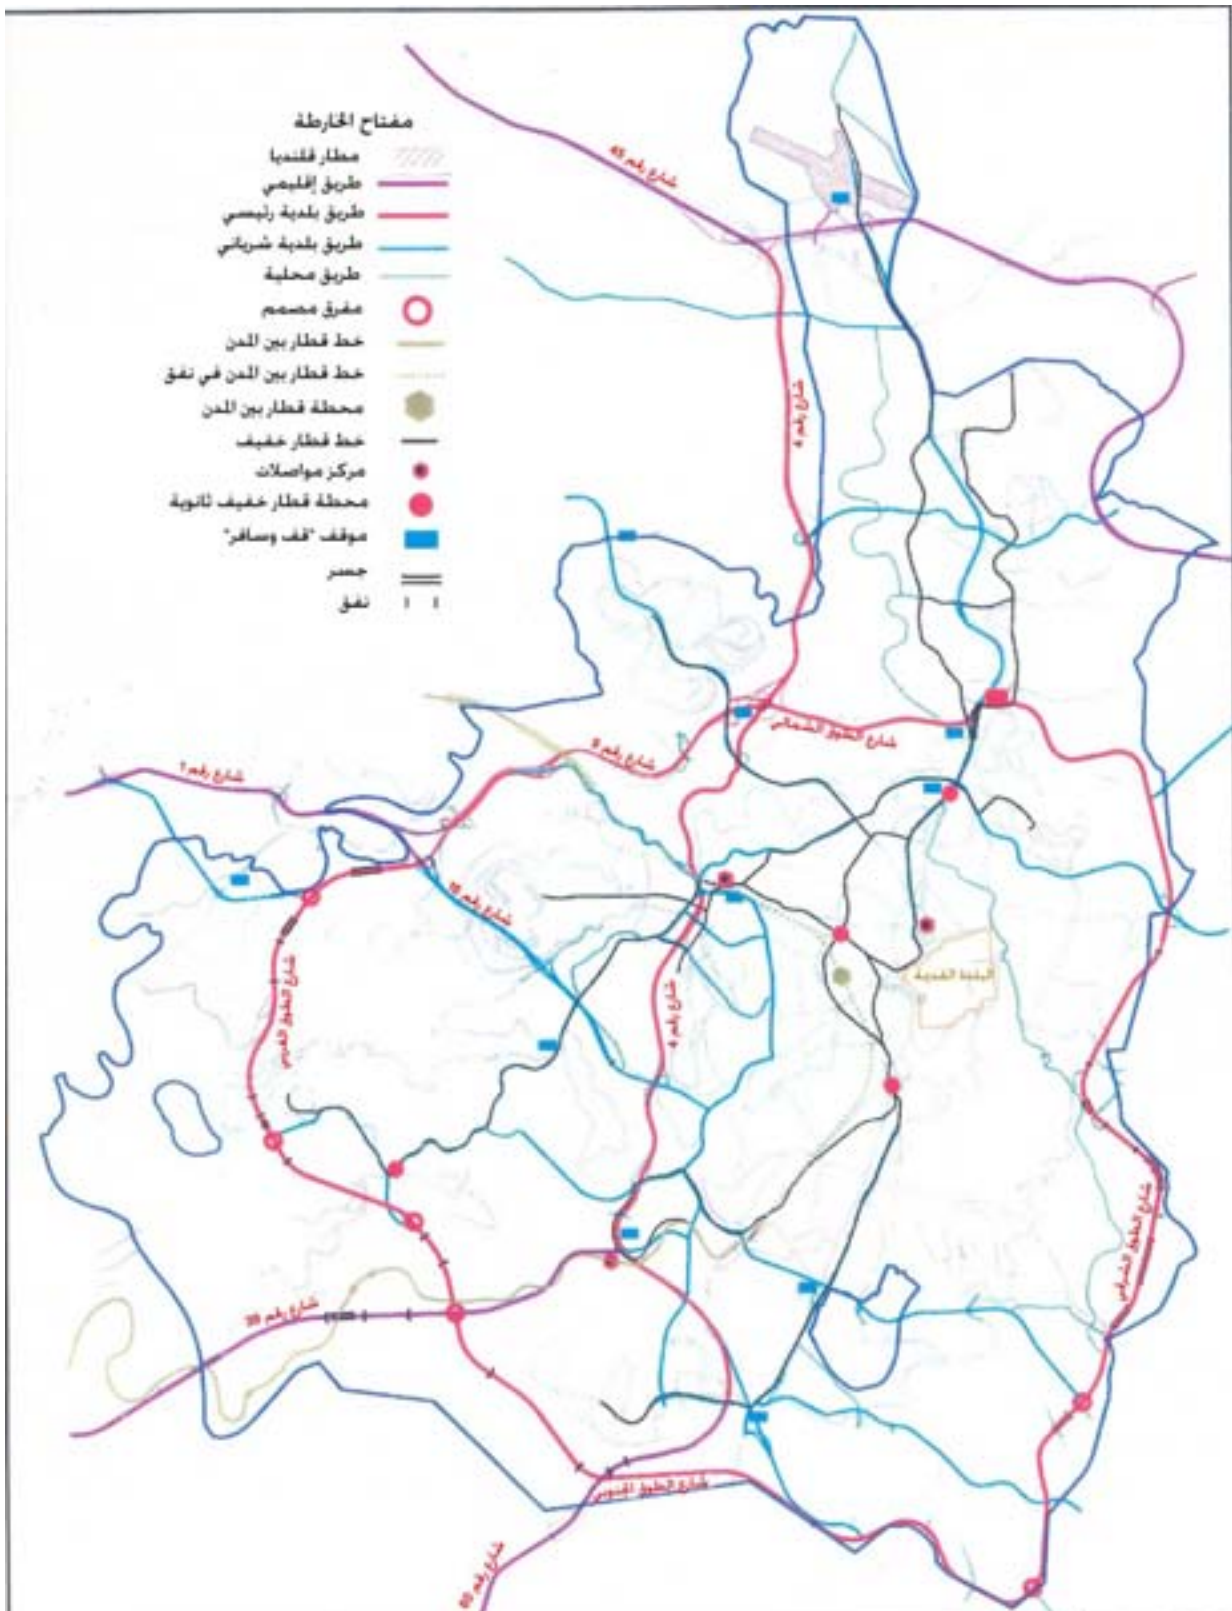 مفتاح الخارطة
مطار قلنديا
طريق إقليمي
طريق بلدية رئيسي
طريق بلدية شرياني
طريق محلية
مفرق مصمم
خط قطار بين المدن
خط قطار بين المدن في نفق
محطة قطار بين المدن
خط قطار خفيف
مركز مواصلات
محطة قطار خفيف ثانوية
موقف "قف وسافر"
جسر
نفق
شارع رقم 45
شارع رقم 4
شارع الطوق الشمالي
شارع رقم 9
شارع رقم 1
شارع رقم 16
شارع الطوق الغربي
شارع رقم 4
البلدة القديمة
شارع الطوق الشرقي
شارع رقم 39
شارع الطوق الجنوبي
شارع رقم 60